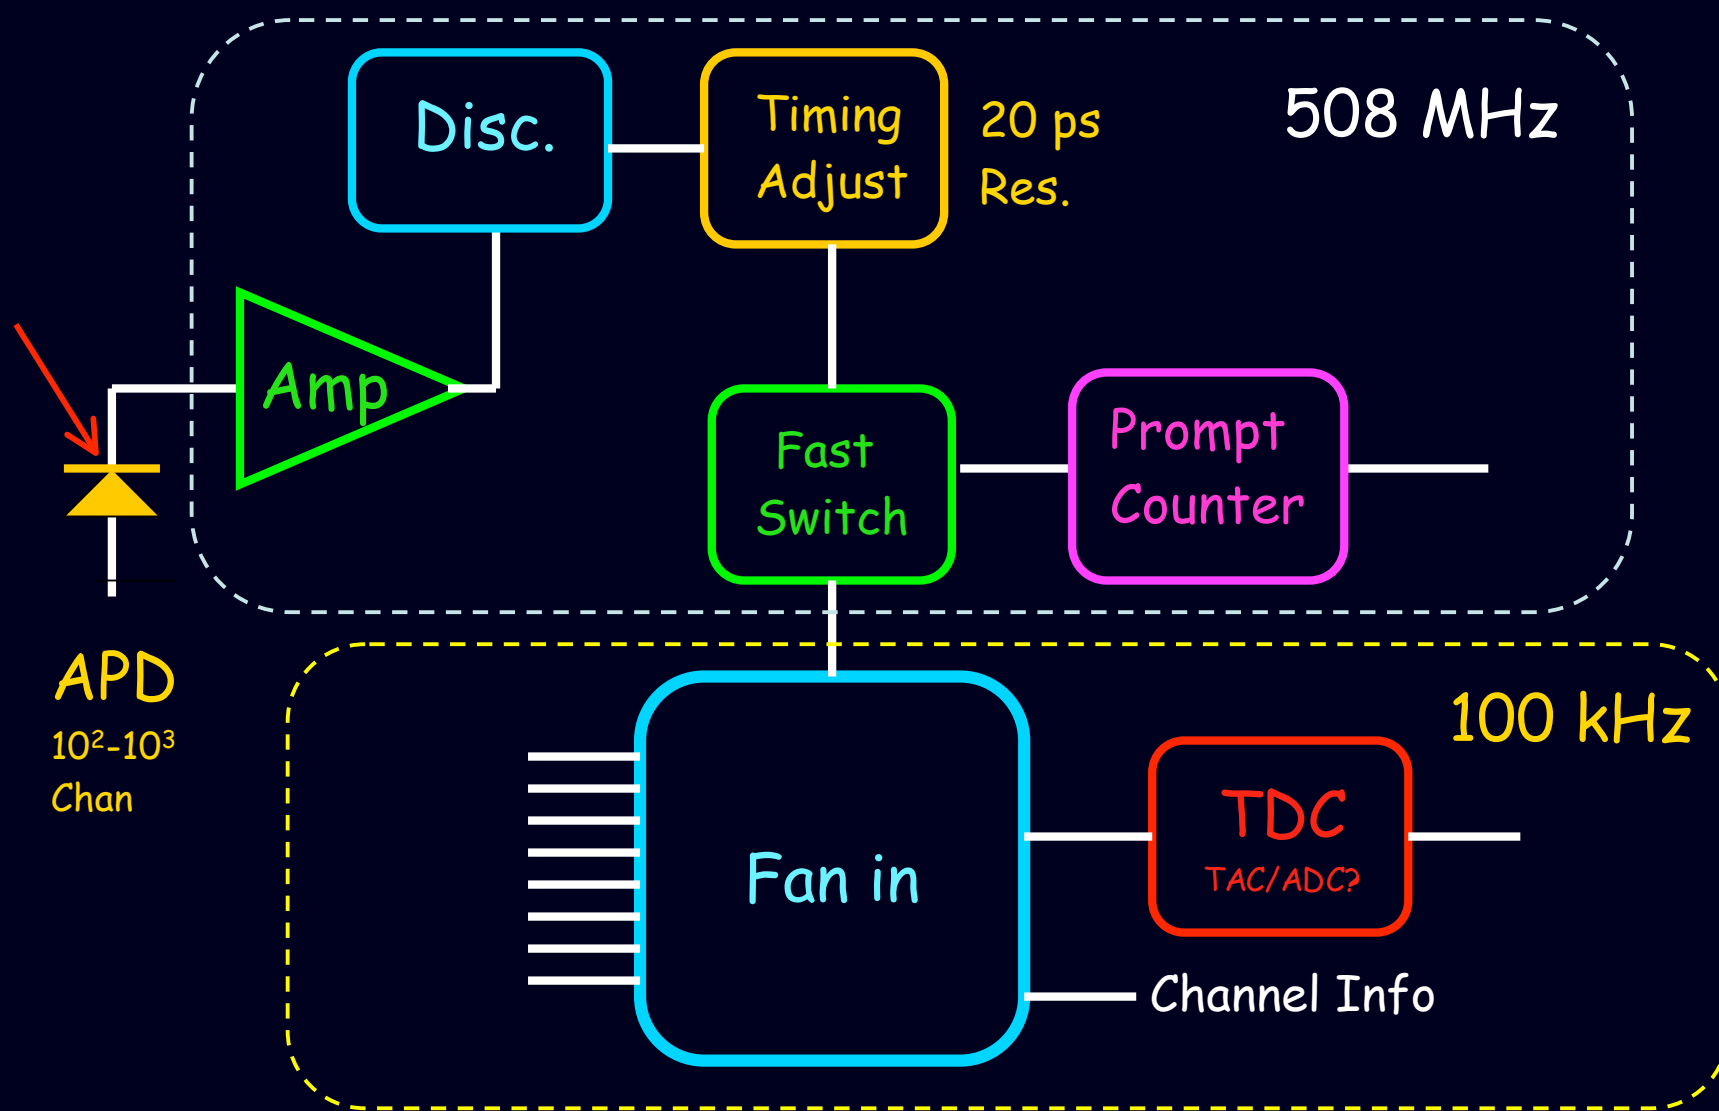 Disc.
Timing
Adjust
20 ps
Res.
508 MHz
Amp
Fast
Switch
Prompt
Counter
APD
10²-10³
Chan
100 kHz
Fan in
TDC
TAC/ADC?
Channel Info